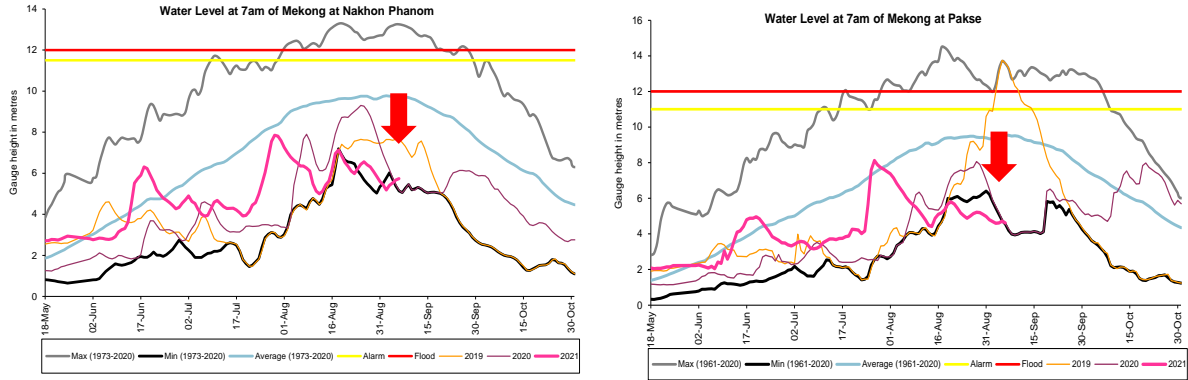 Water Level at 7am of Mekong at Nakhon Phanom
Gauge height in metres
14
12
10
8
6
4
2
0
18-May
02-Jun
17-Jun
02-Jul
17-Jul
01-Aug
16-Aug
31-Aug
15-Sep
30-Sep
15-Oct
30-Oct
Max (1973-2020) Min (1973-2020) Average (1973-2020) Alarm Flood 2019 2020 2021
Water Level at 7am of Mekong at Pakse
Gauge height in metres
16
14
12
10
8
6
4
2
0
18-May
02-Jun
17-Jun
02-Jul
17-Jul
01-Aug
16-Aug
31-Aug
15-Sep
30-Sep
15-Oct
30-Oct
Max (1961-2020) Min (1961-2020) Average (1961-2020) Alarm Flood 2019 2020 2021